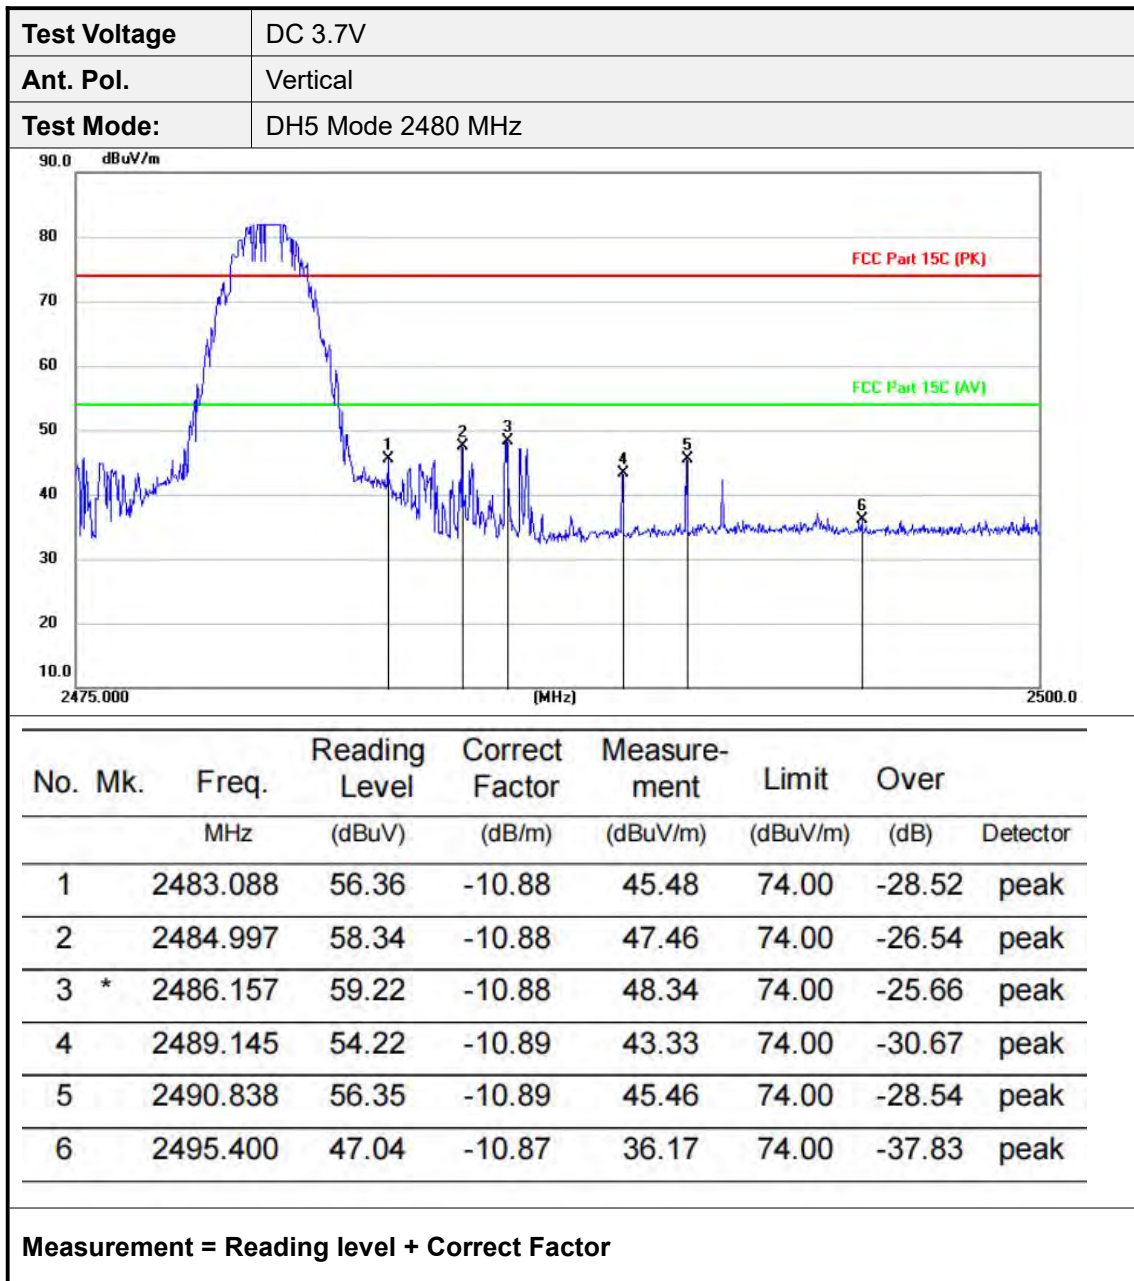 Test Voltage DC 3.7V
Ant. Pol. Vertical
Test Mode: DH5 Mode 2480 MHz
90.0 dBuV/m
80
FCC Part 15C (PK)
70
60
FCC Part 15C (AV)
50
1 2 3 4 5
40
6
30
20
10.0
2475.000 (MHz) 2500.0
No. Mk. Freq. Reading Level Correct Factor Measure-ment Limit Over
MHz (dBuV) (dB/m) (dBuV/m) (dBuV/m) (dB) Detector
1 2483.088 56.36 -10.88 45.48 74.00 -28.52 peak
2 2484.997 58.34 -10.88 47.46 74.00 -26.54 peak
3 * 2486.157 59.22 -10.88 48.34 74.00 -25.66 peak
4 2489.145 54.22 -10.89 43.33 74.00 -30.67 peak
5 2490.838 56.35 -10.89 45.46 74.00 -28.54 peak
6 2495.400 47.04 -10.87 36.17 74.00 -37.83 peak
Measurement = Reading level + Correct Factor